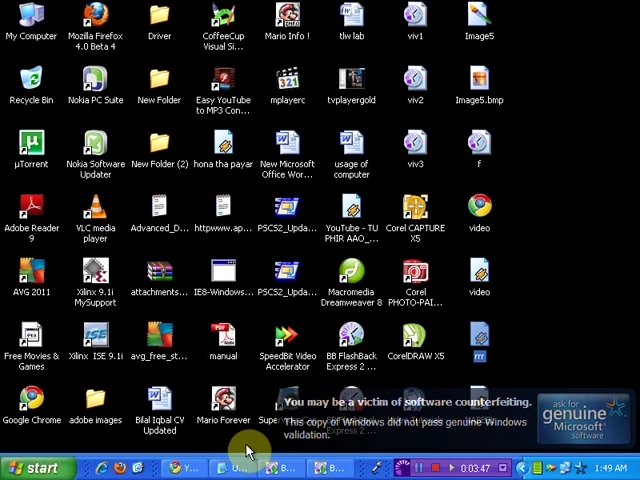 My Computer
Mozilla Firefox
4.0 Beta 4
Driver
CoffeeCup
Visual Si...
Mario Info !
tlw lab
viv1
Image5
Recycle Bin
Nokia PC Suite
New Folder
Easy YouTube
to MP3 Con...
mplayerc
tvplayergold
viv2
Image5.bmp
µTorrent
Nokia Software
Updater
New Folder (2)
hona tha payar
New Microsoft
Office Wor...
usage of
computer
viv3
f
Adobe Reader
9
VLC media
player
Advanced_D...
httpwww.ap...
PSCS2_Upda...
YouTube - TU
PHIR AAO_...
Corel CAPTURE
X5
video
AVG 2011
Xilinx 9.1i
MySupport
attachments...
IE8-Windows...
PSCS2_Upda...
Macromedia
Dreamweaver 8
Corel
PHOTO-PAI...
video
Free Movies &
Games
Xilinx ISE 9.1i
avg_free_st...
manual
SpeedBit Video
Accelerator
BB FlashBack
Express 2 ...
CorelDRAW X5
rrr
Google Chrome
adobe images
Bilal Iqbal CV
Updated
Mario Forever
Super
You may be a victim of software counterfeiting.
This copy of Windows did not pass genuine Windows
validation.
ask for
genuine
Microsoft
software
start
Y...
U...
B...
B...
0:03:47
1:49 AM